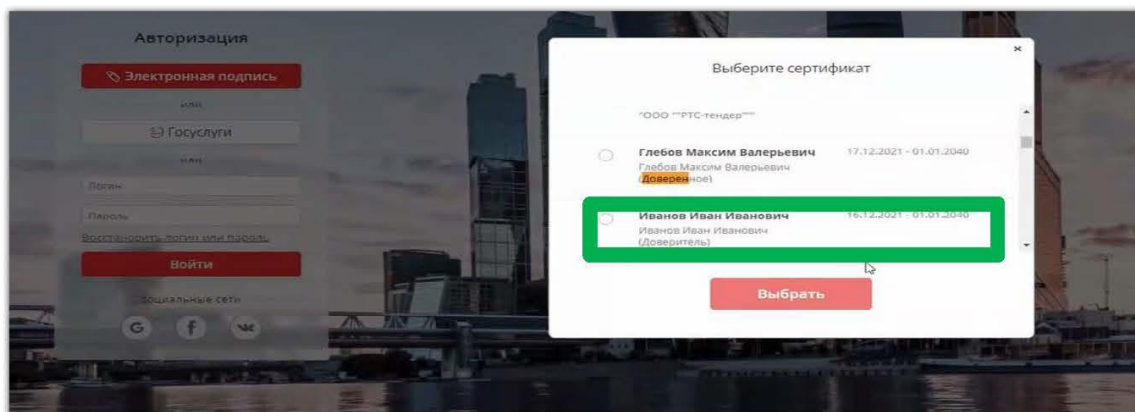 Авторизация
Электронная подпись
или
Госуслуги
или
Логин
Пароль
Восстановить логин или пароль
Войти
Социальные сети
G f
×
Выберите сертификат
"ООО ""РТС-тендер"""
Глебов Максим Валерьевич 17.12.2021 - 01.01.2040
Глебов Максим Валерьевич
(Доверенное)
Иванов Иван Иванович 16.12.2021 - 01.01.2040
Иванов Иван Иванович
(Доверитель)
Выбрать